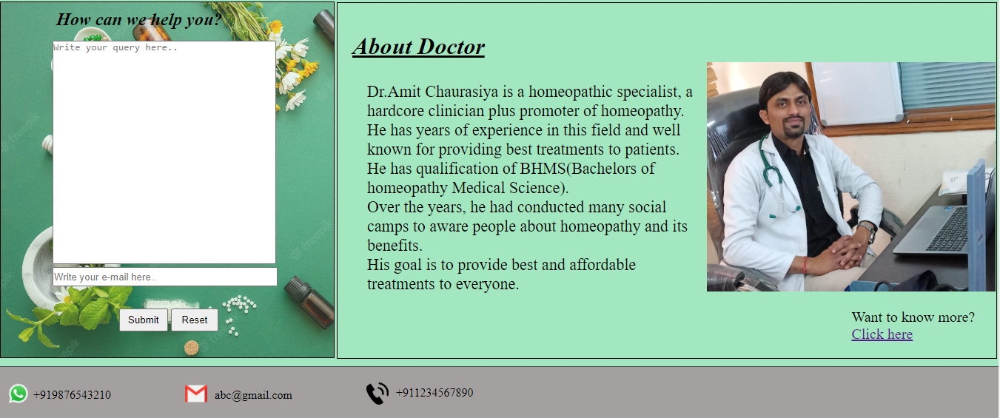 How can we help you?
Write your query here..
Write your e-mail here..
Submit Reset
About Doctor
Dr.Amit Chaurasiya is a homeopathic specialist, a
hardcore clinician plus promoter of homeopathy.
He has years of experience in this field and well
known for providing best treatments to patients.
He has qualification of BHMS(Bachelors of
homeopathy Medical Science).
Over the years, he had conducted many social
camps to aware people about homeopathy and its
benefits.
His goal is to provide best and affordable
treatments to everyone.
Want to know more?
Click here
+919876543210 abc@gmail.com +911234567890